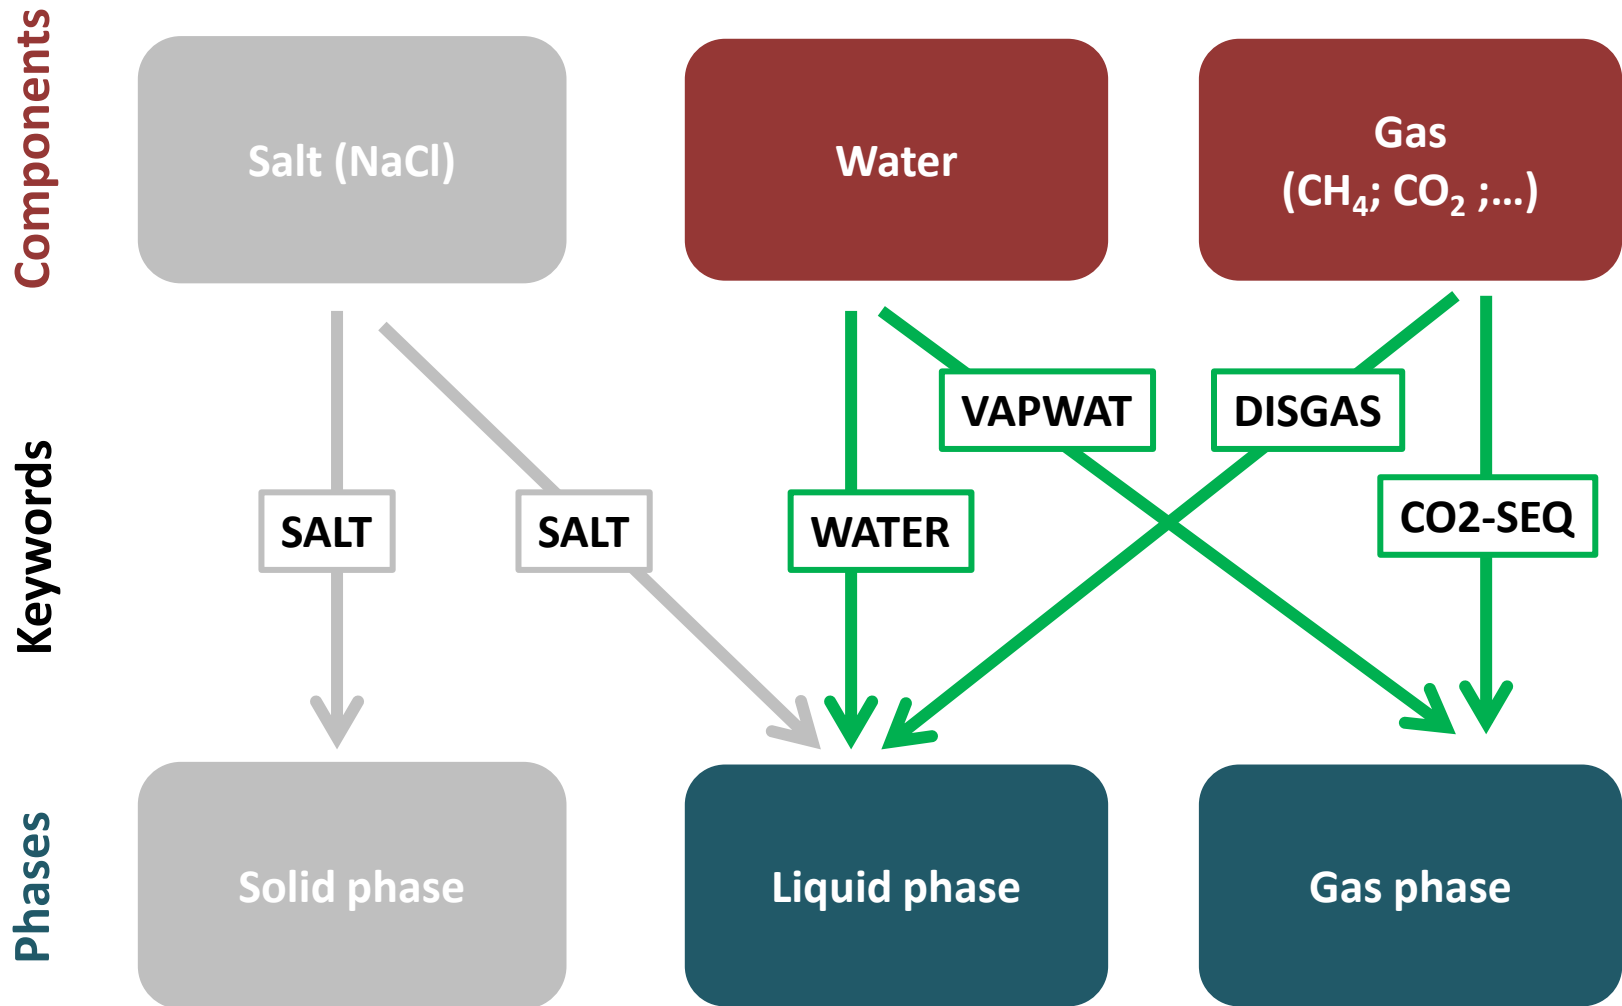 Components
Salt (NaCl)
Water
Gas
(CH₄; CO₂ ;...)
Keywords
VAPWAT
DISGAS
SALT
SALT
WATER
CO2-SEQ
Phases
Solid phase
Liquid phase
Gas phase